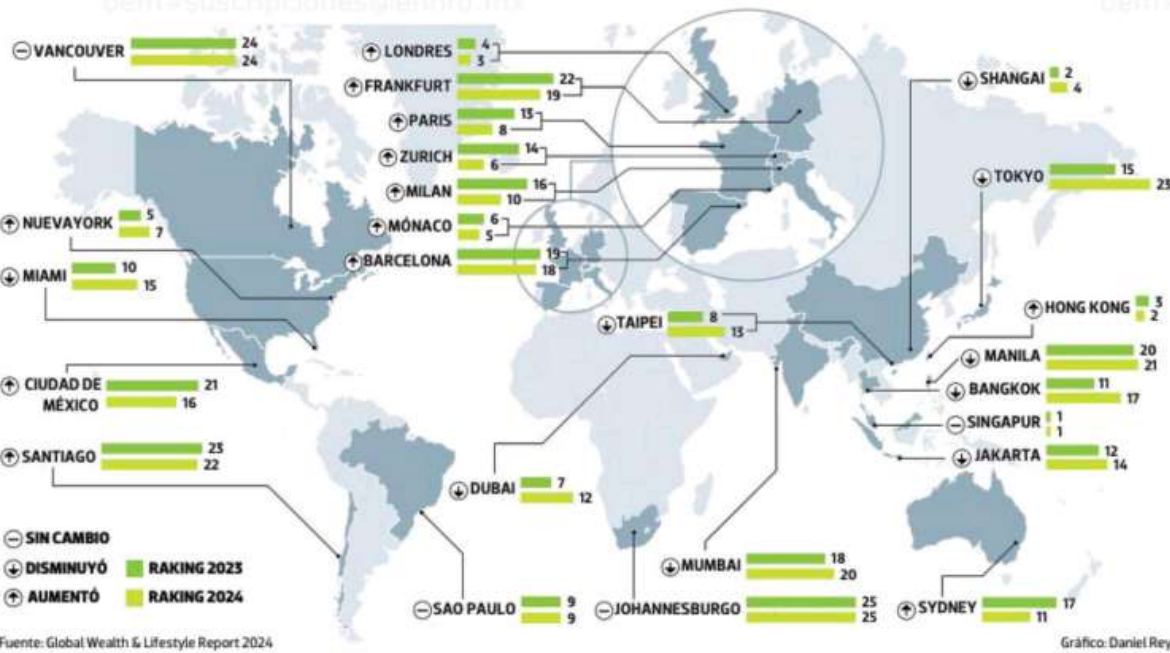 VANCOUVER
24
24
LONDRES
4
3
FRANKFURT
22
19
PARIS
13
8
ZURICH
14
6
MILAN
16
10
MÓNACO
6
5
BARCELONA
19
18
SHANGAI
2
4
TOKYO
15
23
NUEVA YORK
5
7
MIAMI
10
15
TAIPEI
8
13
HONG KONG
3
2
MANILA
20
21
BANGKOK
11
17
SINGAPUR
1
1
JAKARTA
12
14
CIUDAD DE
MÉXICO
21
16
SANTIAGO
23
22
DUBAI
7
12
SAO PAULO
9
9
JOHANNESBURGO
25
25
MUMBAI
18
20
SYDNEY
17
11
SIN CAMBIO
DISMINUYÓ
AUMENTÓ
RAKING 2023
RAKING 2024
Fuente: Global Wealth & Lifestyle Report 2024
Gráfico: Daniel Rey